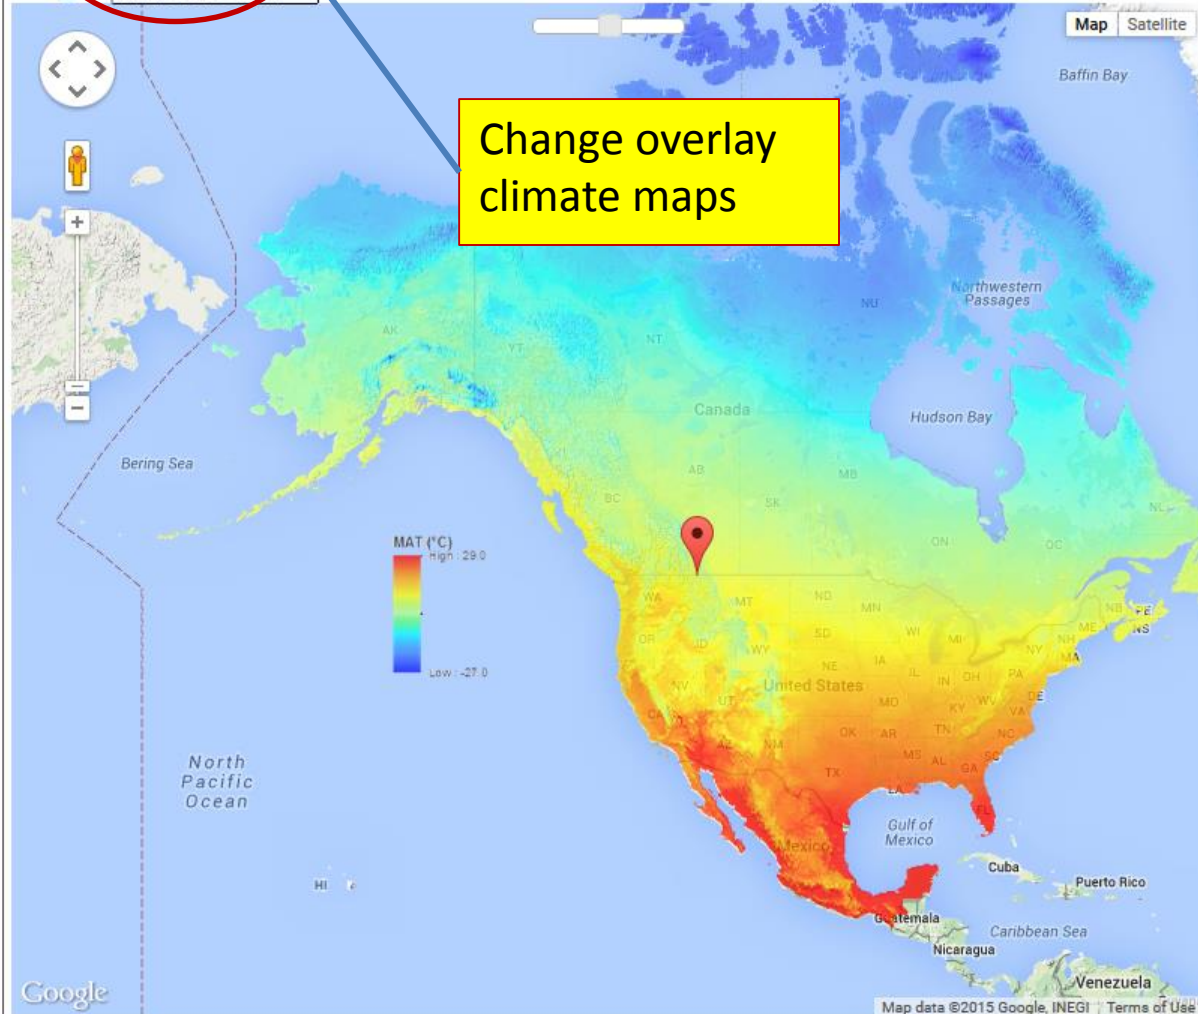 Map Satellite
Baffin Bay
Change overlay
climate maps
Northwestern
Passages
NU
AK
YT
NT
Canada
Hudson Bay
Bering Sea
AB
MB
BC
SK
NL
ON
QC
MAT (°C)
High : 29.0
Low : -27.0
WA
MT
ND
MN
NB
PE
NS
ME
OR
ID
SD
WI
MI
NH
NY
MA
WY
NE
IA
IL
IN
OH
PA
NV
UT
United States
DE
MO
KY
WV
VA
CA
OK
AR
TN
NC
NM
MS
AL
GA
SC
TX
LA
FL
North
Pacific
Ocean
Gulf of
Mexico
Mexico
Cuba
Puerto Rico
HI
Guatemala
Caribbean Sea
Nicaragua
Venezuela
Google
Map data ©2015 Google, INEGI Terms of Use